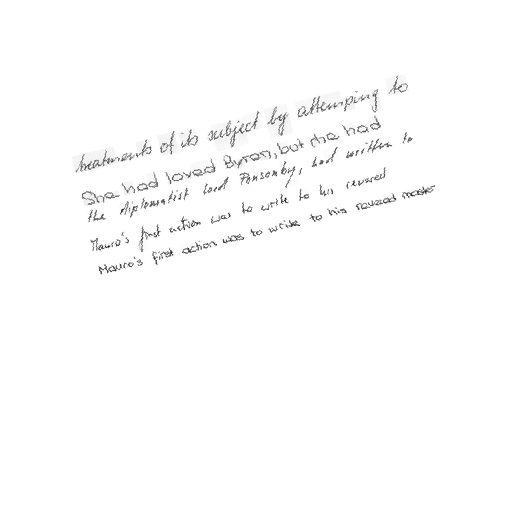 treatments of its subject by attempting to
She had loved Byron, but she had
the diplomatist Lord Ponsonby, had written to
Mauro's first action was to write to his revered
Mauro's first action was to write to his revered master